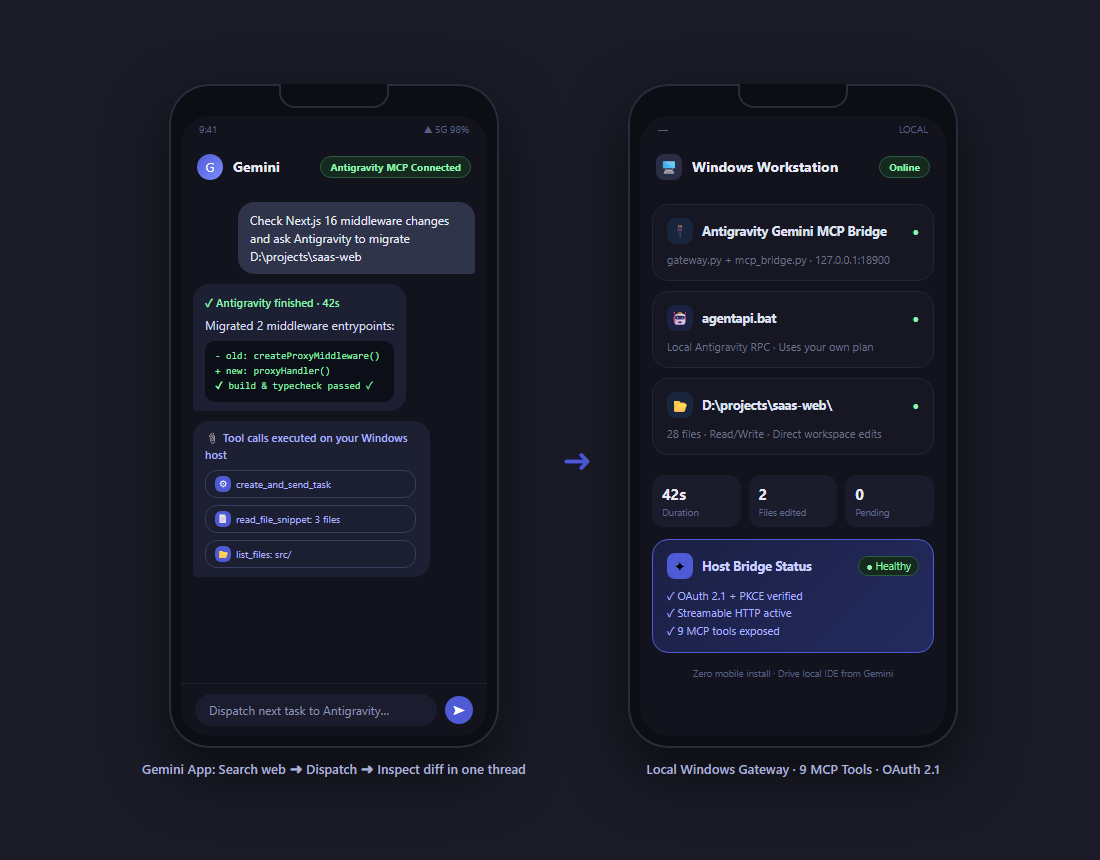 9:41
▲ 5G 98%
G Gemini
Antigravity MCP Connected
Check Next.js 16 middleware changes
and ask Antigravity to migrate
D:\projects\saas-web
✓ Antigravity finished · 42s
Migrated 2 middleware entrypoints:
- old: createProxyMiddleware()
+ new: proxyHandler()
✓ build & typecheck passed ✓
Tool calls executed on your Windows
host
create_and_send_task
read_file_snippet: 3 files
list_files: src/
Dispatch next task to Antigravity...
Gemini App: Search web ➜ Dispatch ➜ Inspect diff in one thread
➜
—
LOCAL
Windows Workstation
Online
Antigravity Gemini MCP Bridge
gateway.py + mcp_bridge.py · 127.0.0.1:18900
agentapi.bat
Local Antigravity RPC · Uses your own plan
D:\projects\saas-web\
28 files · Read/Write · Direct workspace edits
42s
Duration
2
Files edited
0
Pending
Host Bridge Status
● Healthy
✓ OAuth 2.1 + PKCE verified
✓ Streamable HTTP active
✓ 9 MCP tools exposed
Zero mobile install · Drive local IDE from Gemini
Local Windows Gateway · 9 MCP Tools · OAuth 2.1